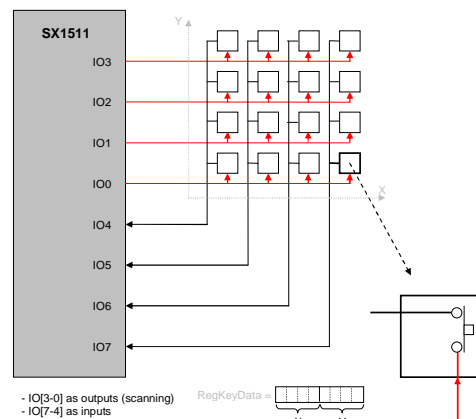 SX1511
Y
IO3
IO2
IO1
IO0
X
IO4
IO5
IO6
IO7
- IO[3-0] as outputs (scanning)
- IO[7-4] as inputs
RegKeyData =